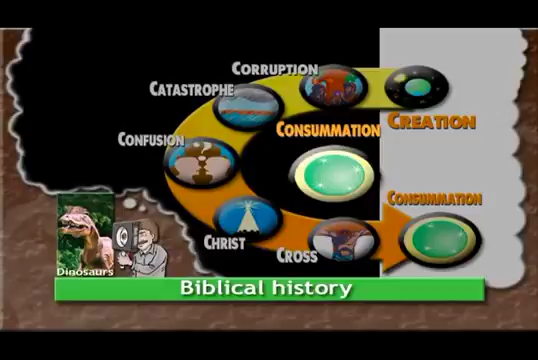 CORRUPTION
CATASTROPHE
CONSUMMATION
CREATION
CONFUSION
CONSUMMATION
CHRIST
CROSS
Dinosaurs
Biblical history